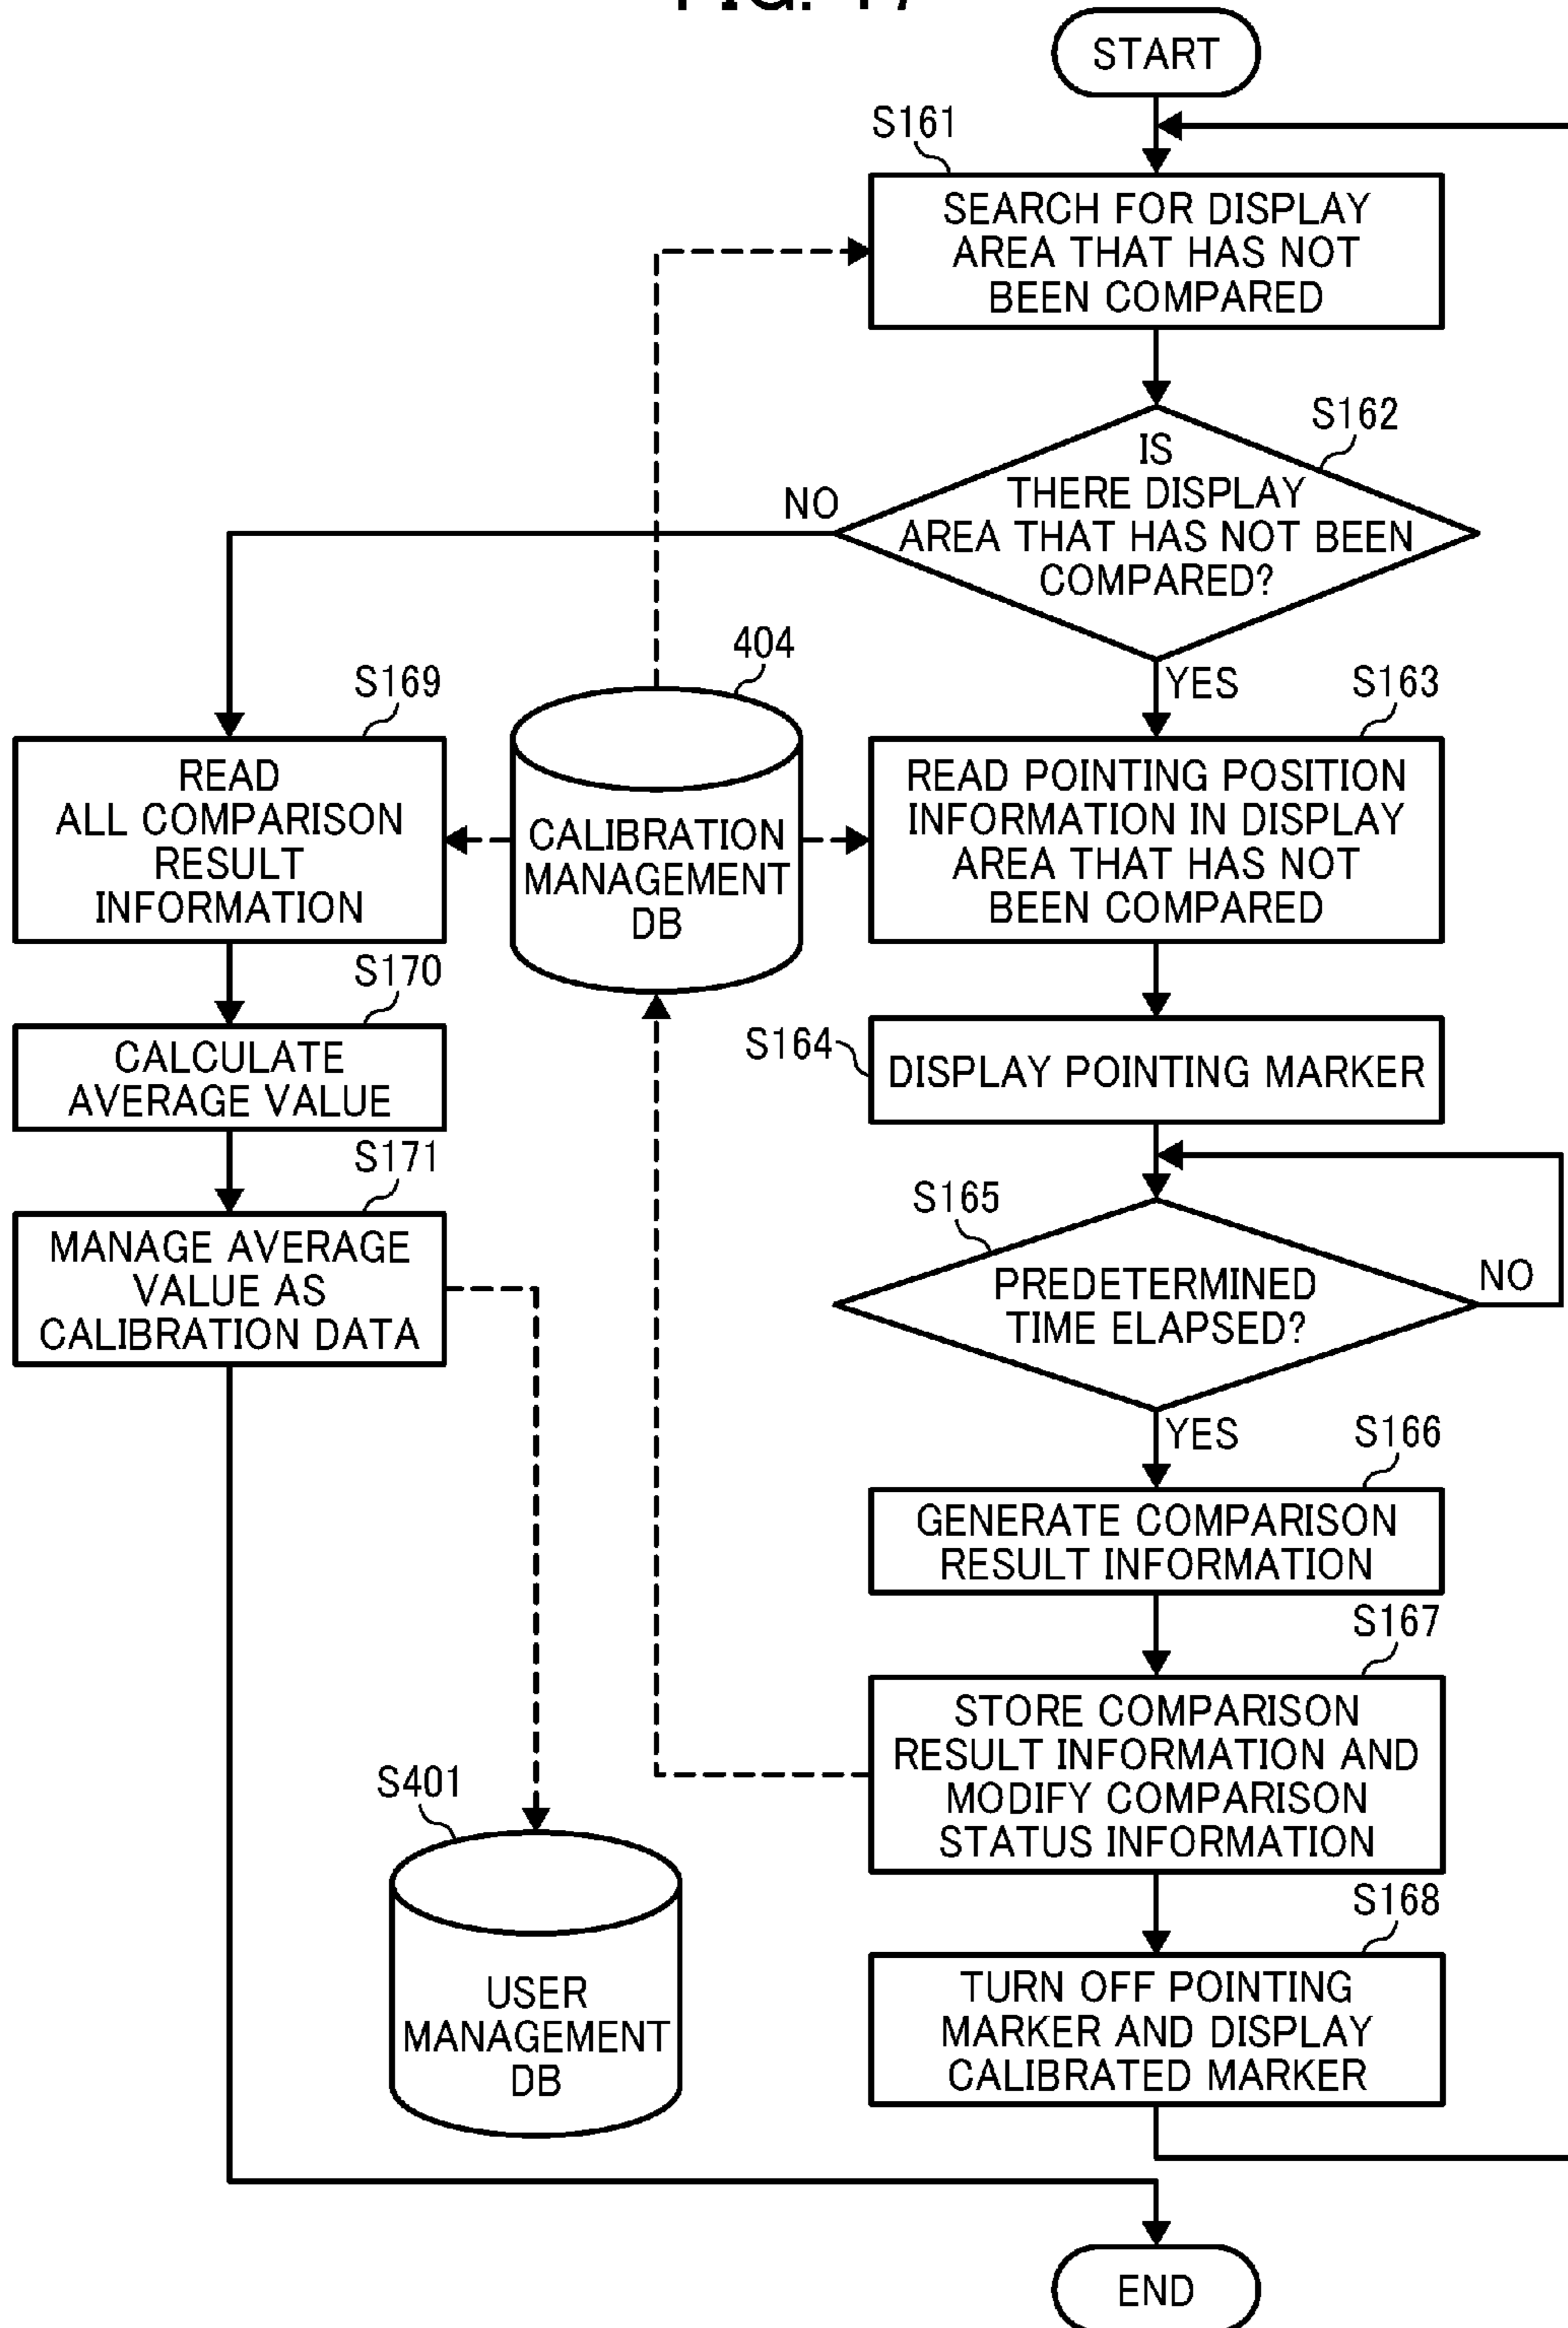 FIG. 17
START
S161
SEARCH FOR DISPLAY
AREA THAT HAS NOT
BEEN COMPARED
S162
IS
THERE DISPLAY
AREA THAT HAS NOT BEEN
COMPARED?
NO
YES
404
CALIBRATION
MANAGEMENT
DB
S163
READ POINTING POSITION
INFORMATION IN DISPLAY
AREA THAT HAS NOT
BEEN COMPARED
S164
DISPLAY POINTING MARKER
S165
PREDETERMINED
TIME ELAPSED?
NO
YES
S166
GENERATE COMPARISON
RESULT INFORMATION
S167
STORE COMPARISON
RESULT INFORMATION AND
MODIFY COMPARISON
STATUS INFORMATION
S168
TURN OFF POINTING
MARKER AND DISPLAY
CALIBRATED MARKER
S169
READ
ALL COMPARISON
RESULT
INFORMATION
S170
CALCULATE
AVERAGE VALUE
S171
MANAGE AVERAGE
VALUE AS
CALIBRATION DATA
S401
USER
MANAGEMENT
DB
END